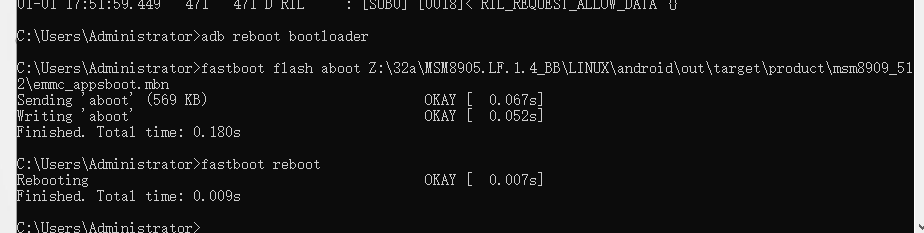 01-01 17:51:59.449   471   471 D RIL     : [SUB0] [0018]< RIL_REQUEST_ALLOW_DATA {}
C:\Users\Administrator>adb reboot bootloader
C:\Users\Administrator>fastboot flash aboot Z:\32a\MSM8905.LF.1.4_BB\LINUX\android\out\target\product\msm8909_51
2\emmc_appsboot.mbn
Sending 'aboot' (569 KB)                           OKAY [  0.067s]
Writing 'aboot'                                    OKAY [  0.052s]
Finished. Total time: 0.180s
C:\Users\Administrator>fastboot reboot
Rebooting                                          OKAY [  0.007s]
Finished. Total time: 0.009s
C:\Users\Administrator>